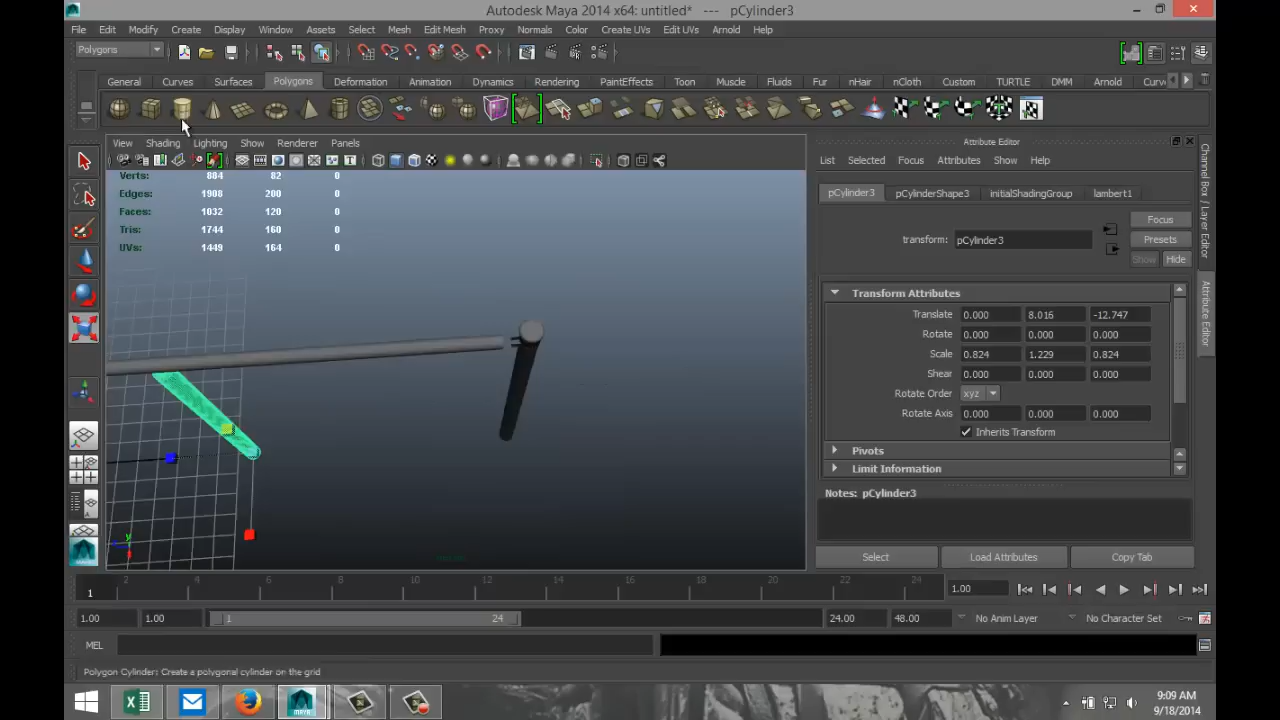 Autodesk Maya 2014 x64: untitled* --- pCylinder3
File Edit Modify Create Display Window Assets Select Mesh Edit Mesh Proxy Normals Color Create UVs Edit UVs Arnold Help
Polygons
General Curves Surfaces Polygons Deformation Animation Dynamics Rendering PaintEffects Toon Muscle Fluids Fur nHair nCloth Custom TURTLE DMM Arnold Curv
View Shading Lighting Show Renderer Panels
Attribute Editor
List Selected Focus Attributes Show Help
Verts: 884 82 0
Edges: 1908 200 0
Faces: 1032 120 0
Tris: 1744 160 0
UVs: 1449 164 0
pCylinder3 pCylinderShape3 initialShadingGroup lambert1
Focus
transform: pCylinder3
Presets
Show Hide
Transform Attributes
Translate 0.000 8.016 -12.747
Rotate 0.000 0.000 0.000
Scale 0.824 1.229 0.824
Shear 0.000 0.000 0.000
Rotate Order xyz
Rotate Axis 0.000 0.000 0.000
Inherits Transform
Pivots
Limit Information
Notes: pCylinder3
Select Load Attributes Copy Tab
Channel Box / Layer Editor
Attribute Editor
2 4 6 8 10 12 14 16 18 20 22 24
1 1.00
1.00 1.00 1 24 24.00 48.00 No Anim Layer No Character Set
MEL
Polygon Cylinder: Create a polygonal cylinder on the grid
9:09 AM
9/18/2014